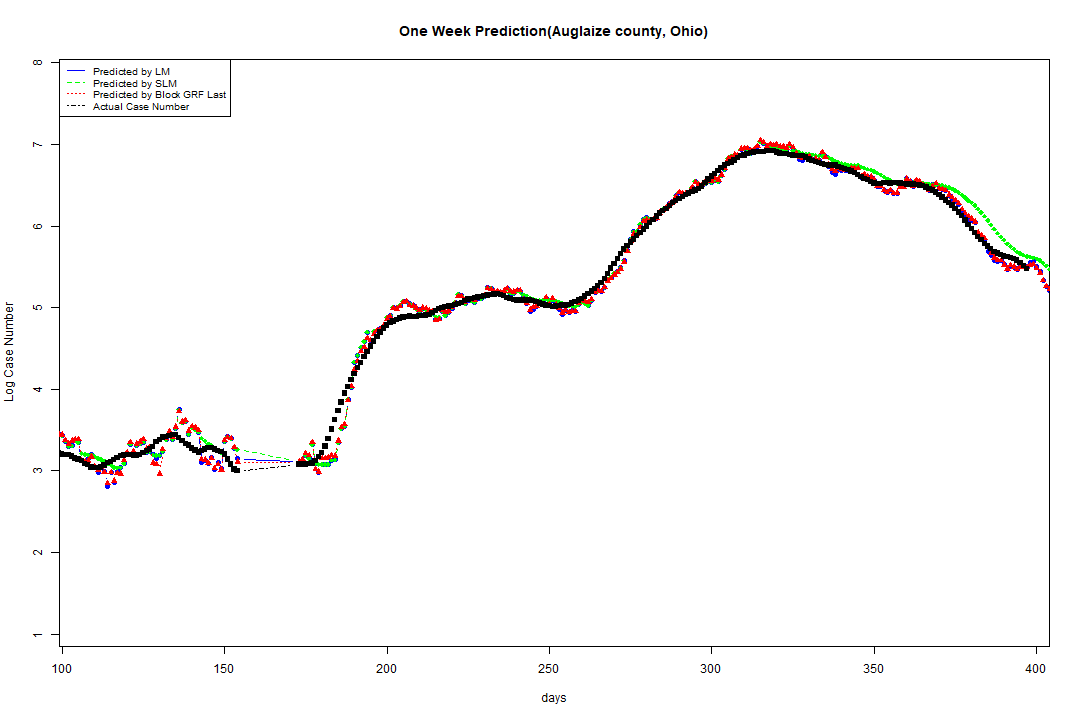 One Week Prediction(Auglaize county, Ohio)
Predicted by LM
Predicted by SLM
Predicted by Block GRF Last
Actual Case Number
8
7
6
5
4
3
2
1
Log Case Number
100 150 200 250 300 350 400
days